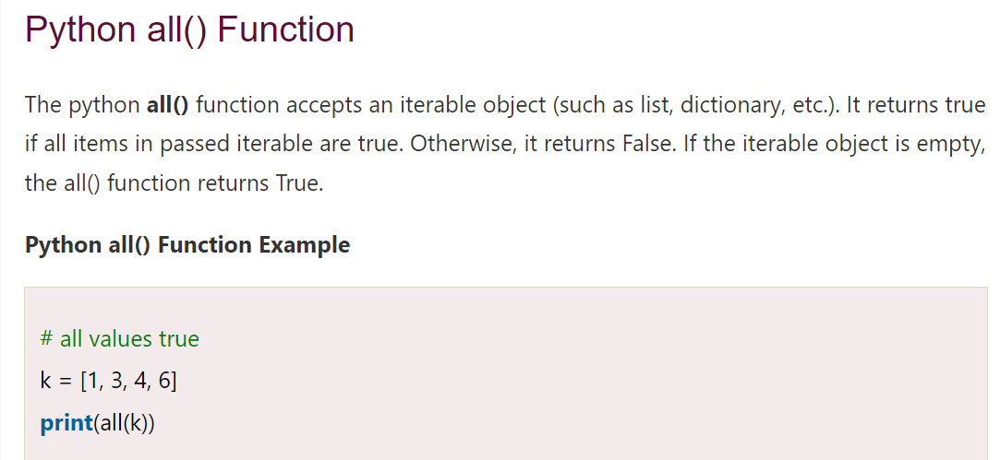 Python all() Function
The python all() function accepts an iterable object (such as list, dictionary, etc.). It returns true
if all items in passed iterable are true. Otherwise, it returns False. If the iterable object is empty,
the all() function returns True.
Python all() Function Example
# all values true
k = [1, 3, 4, 6]
print(all(k))